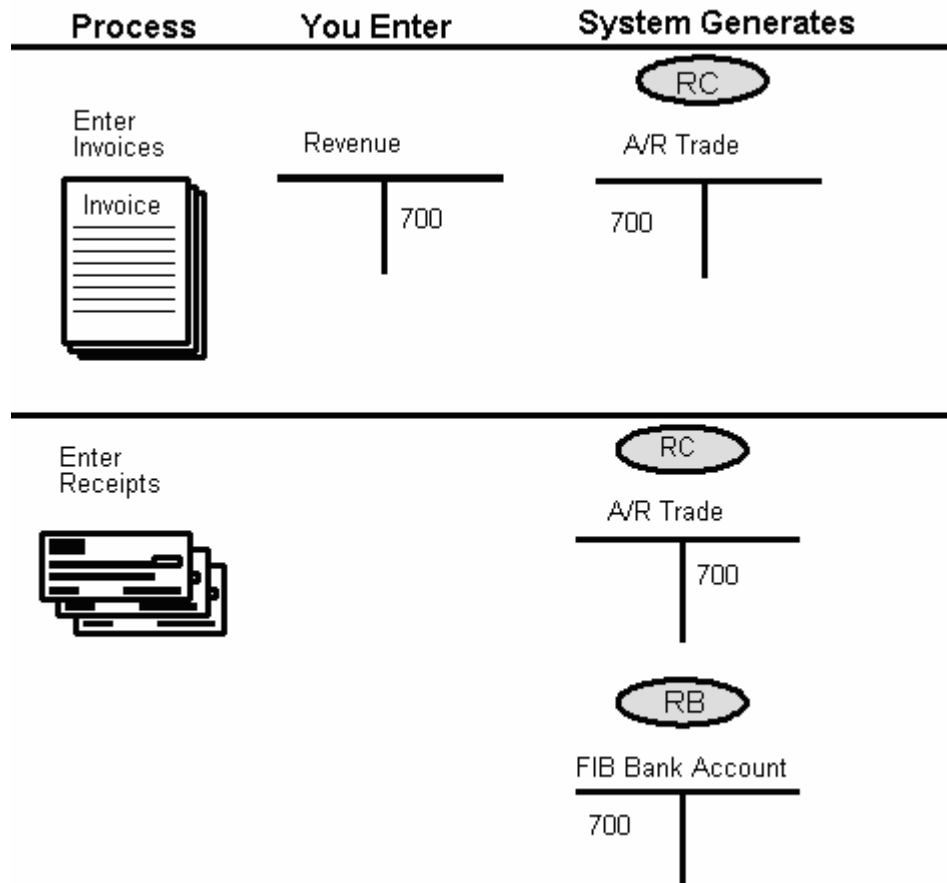 Process You Enter System Generates
RC
Enter
Invoices
Revenue
A/R Trade
Invoice
700
700
Enter
Receipts
RC
A/R Trade
700
RB
FIB Bank Account
700